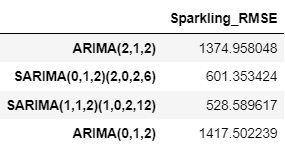 Sparkling_RMSE
ARIMA(2,1,2) 1374.958048
SARIMA(0,1,2)(2,0,2,6) 601.353424
SARIMA(1,1,2)(1,0,2,12) 528.589617
ARIMA(0,1,2) 1417.502239